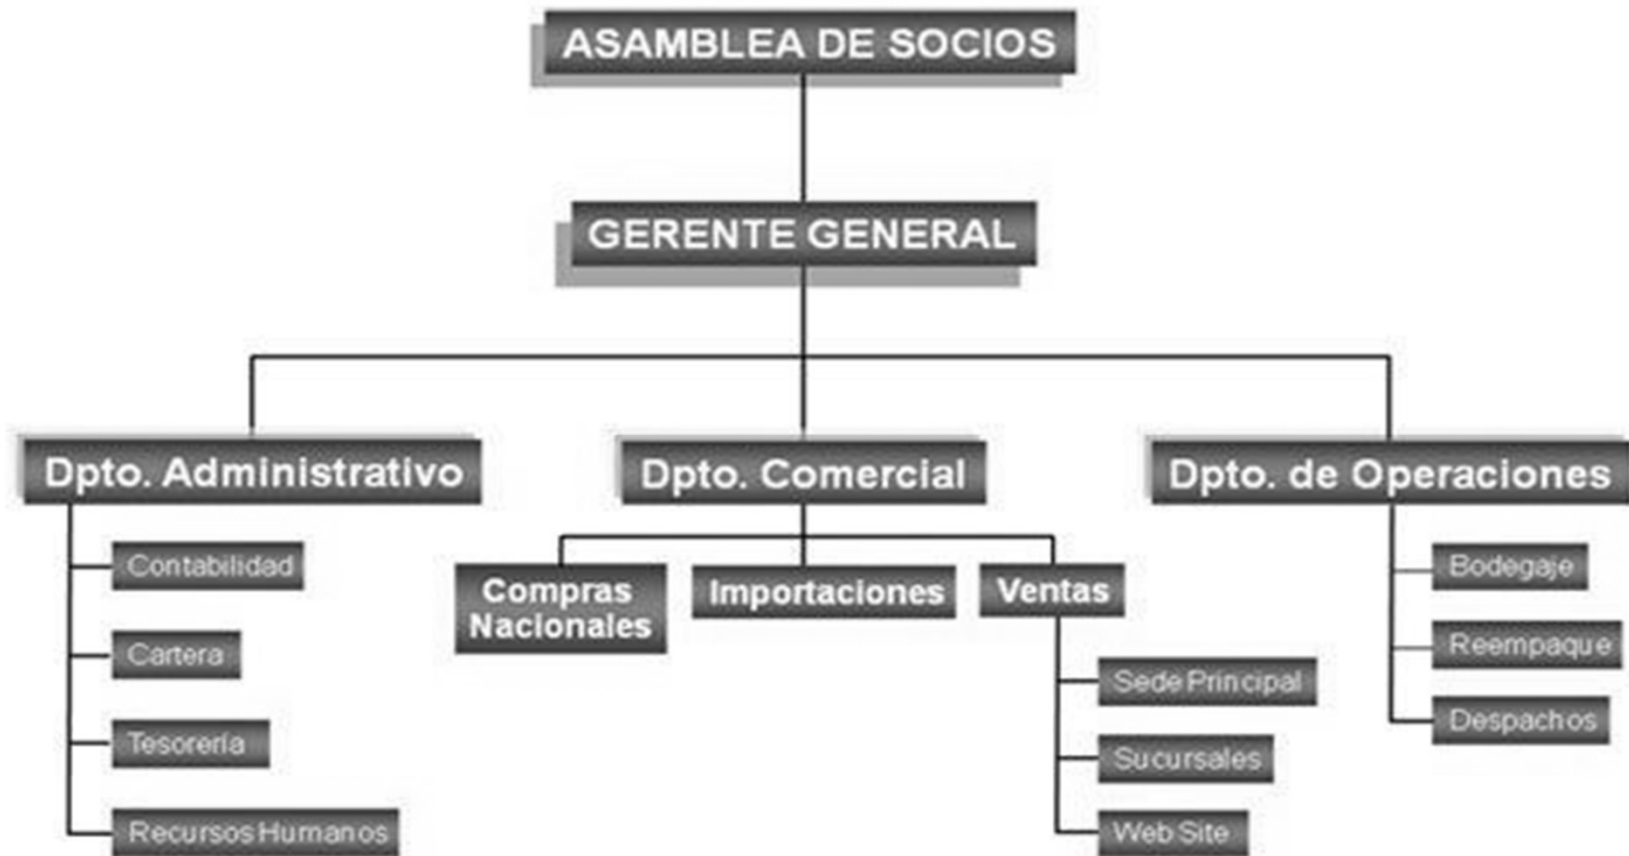 ASAMBLEA DE SOCIOS
GERENTE GENERAL
Dpto. Administrativo
Contabilidad
Cartera
Tesorería
Recursos Humanos
Dpto. Comercial
Compras
Nacionales
Importaciones
Ventas
Sede Principal
Sucursales
Web Site
Dpto. de Operaciones
Bodegaje
Reempaque
Despachos